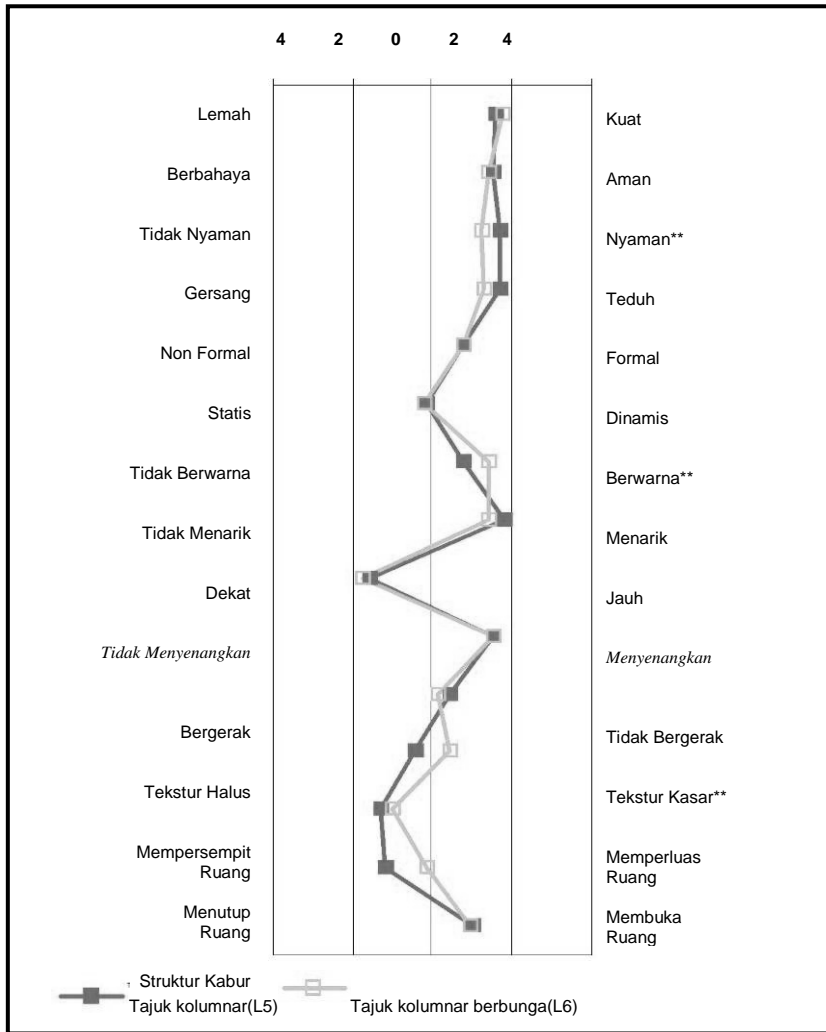 4 2 0 2 4
Lemah Kuat
Berbahaya Aman
Tidak Nyaman Nyaman**
Gersang Teduh
Non Formal Formal
Statis Dinamis
Tidak Berwarna Berwarna**
Tidak Menarik Menarik
Dekat Jauh
Tidak Menyenangkan Menyenangkan
Bergerak Tidak Bergerak
Tekstur Halus Tekstur Kasar**
Mempersempit Memperluas
Ruang Ruang
Menutup Membuka
Ruang Ruang
Struktur Kabur
Tajuk kolumnar(L5) Tajuk kolumnar berbunga(L6)